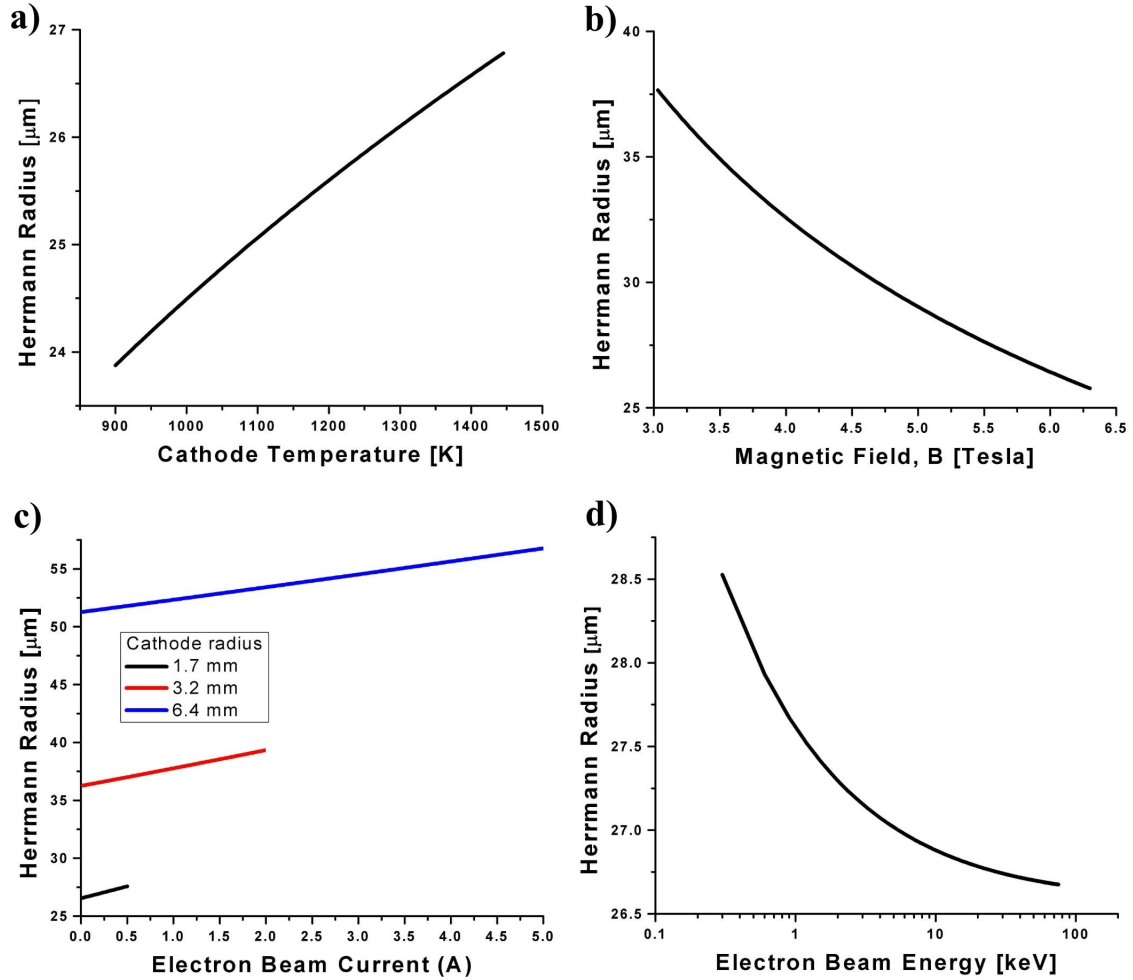 a)
Herrmann Radius [μm]
27
26
25
24
900 1000 1100 1200 1300 1400 1500
Cathode Temperature [K]
b)
Herrmann Radius [μm]
40
35
30
25
3.0 3.5 4.0 4.5 5.0 5.5 6.0 6.5
Magnetic Field, B [Tesla]
c)
Herrmann Radius [μm]
55
50
45
40
35
30
25
Cathode radius
1.7 mm
3.2 mm
6.4 mm
0.0 0.5 1.0 1.5 2.0 2.5 3.0 3.5 4.0 4.5 5.0
Electron Beam Current (A)
d)
Herrmann Radius [μm]
28.5
28.0
27.5
27.0
26.5
0.1 1 10 100
Electron Beam Energy [keV]